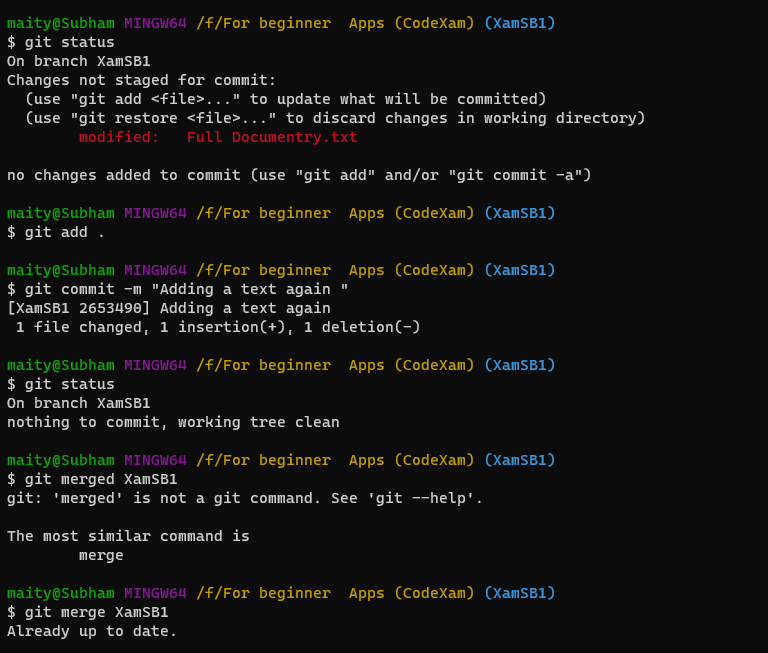 maity@Subham MINGW64 /f/For beginner  Apps (CodeXam) (XamSB1)
$ git status
On branch XamSB1
Changes not staged for commit:
  (use "git add <file>..." to update what will be committed)
  (use "git restore <file>..." to discard changes in working directory)
        modified:   Full Documentry.txt

no changes added to commit (use "git add" and/or "git commit -a")

maity@Subham MINGW64 /f/For beginner  Apps (CodeXam) (XamSB1)
$ git add .

maity@Subham MINGW64 /f/For beginner  Apps (CodeXam) (XamSB1)
$ git commit -m "Adding a text again "
[XamSB1 2653490] Adding a text again
 1 file changed, 1 insertion(+), 1 deletion(-)

maity@Subham MINGW64 /f/For beginner  Apps (CodeXam) (XamSB1)
$ git status
On branch XamSB1
nothing to commit, working tree clean

maity@Subham MINGW64 /f/For beginner  Apps (CodeXam) (XamSB1)
$ git merged XamSB1
git: 'merged' is not a git command. See 'git --help'.

The most similar command is
        merge

maity@Subham MINGW64 /f/For beginner  Apps (CodeXam) (XamSB1)
$ git merge XamSB1
Already up to date.